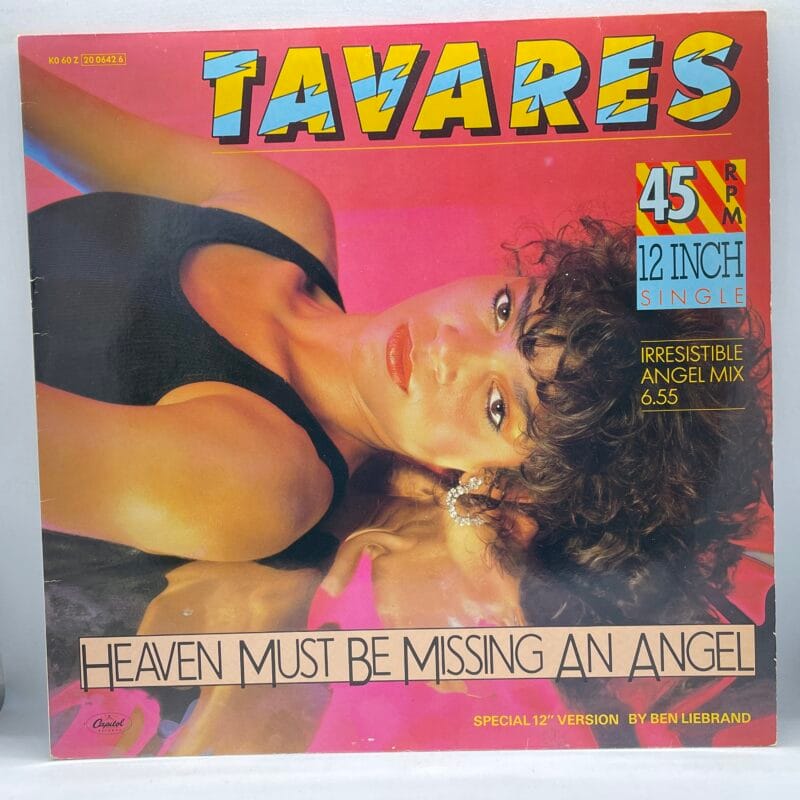 K0 60 Z 20 0642 6
TAVARES
45 RPM
12 INCH
SINGLE
IRRESISTIBLE
ANGEL MIX
6.55
HEAVEN MUST BE MISSING AN ANGEL
Capitol
RECORDS
SPECIAL 12" VERSION BY BEN LIEBRAND